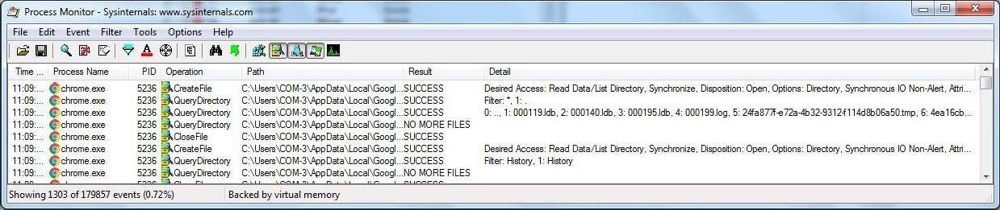 Process Monitor - Sysinternals: www.sysinternals.com
File Edit Event Filter Tools Options Help
Time ... Process Name PID Operation Path Result Detail
11:09:... chrome.exe 5236 CreateFile C:\Users\COM-3\AppData\Local\Googl... SUCCESS Desired Access: Read Data/List Directory, Synchronize, Disposition: Open, Options: Directory, Synchronous IO Non-Alert, Attri...
11:09:... chrome.exe 5236 QueryDirectory C:\Users\COM-3\AppData\Local\Googl... SUCCESS Filter: *, 1: .
11:09:... chrome.exe 5236 QueryDirectory C:\Users\COM-3\AppData\Local\Googl... SUCCESS 0: .., 1: 000119.ldb, 2: 000140.ldb, 3: 000195.ldb, 4: 000199.log, 5: 24fa877f-e72a-4b32-9312-f114d8b06a50.tmp, 6: 4ea16cb...
11:09:... chrome.exe 5236 QueryDirectory C:\Users\COM-3\AppData\Local\Googl... NO MORE FILES
11:09:... chrome.exe 5236 CloseFile C:\Users\COM-3\AppData\Local\Googl... SUCCESS
11:09:... chrome.exe 5236 CreateFile C:\Users\COM-3\AppData\Local\Googl... SUCCESS Desired Access: Read Data/List Directory, Synchronize, Disposition: Open, Options: Directory, Synchronous IO Non-Alert, Attri...
11:09:... chrome.exe 5236 QueryDirectory C:\Users\COM-3\AppData\Local\Googl... SUCCESS Filter: History, 1: History
11:09:... chrome.exe 5236 QueryDirectory C:\Users\COM-3\AppData\Local\Googl... NO MORE FILES
Showing 1303 of 179857 events (0.72%) Backed by virtual memory